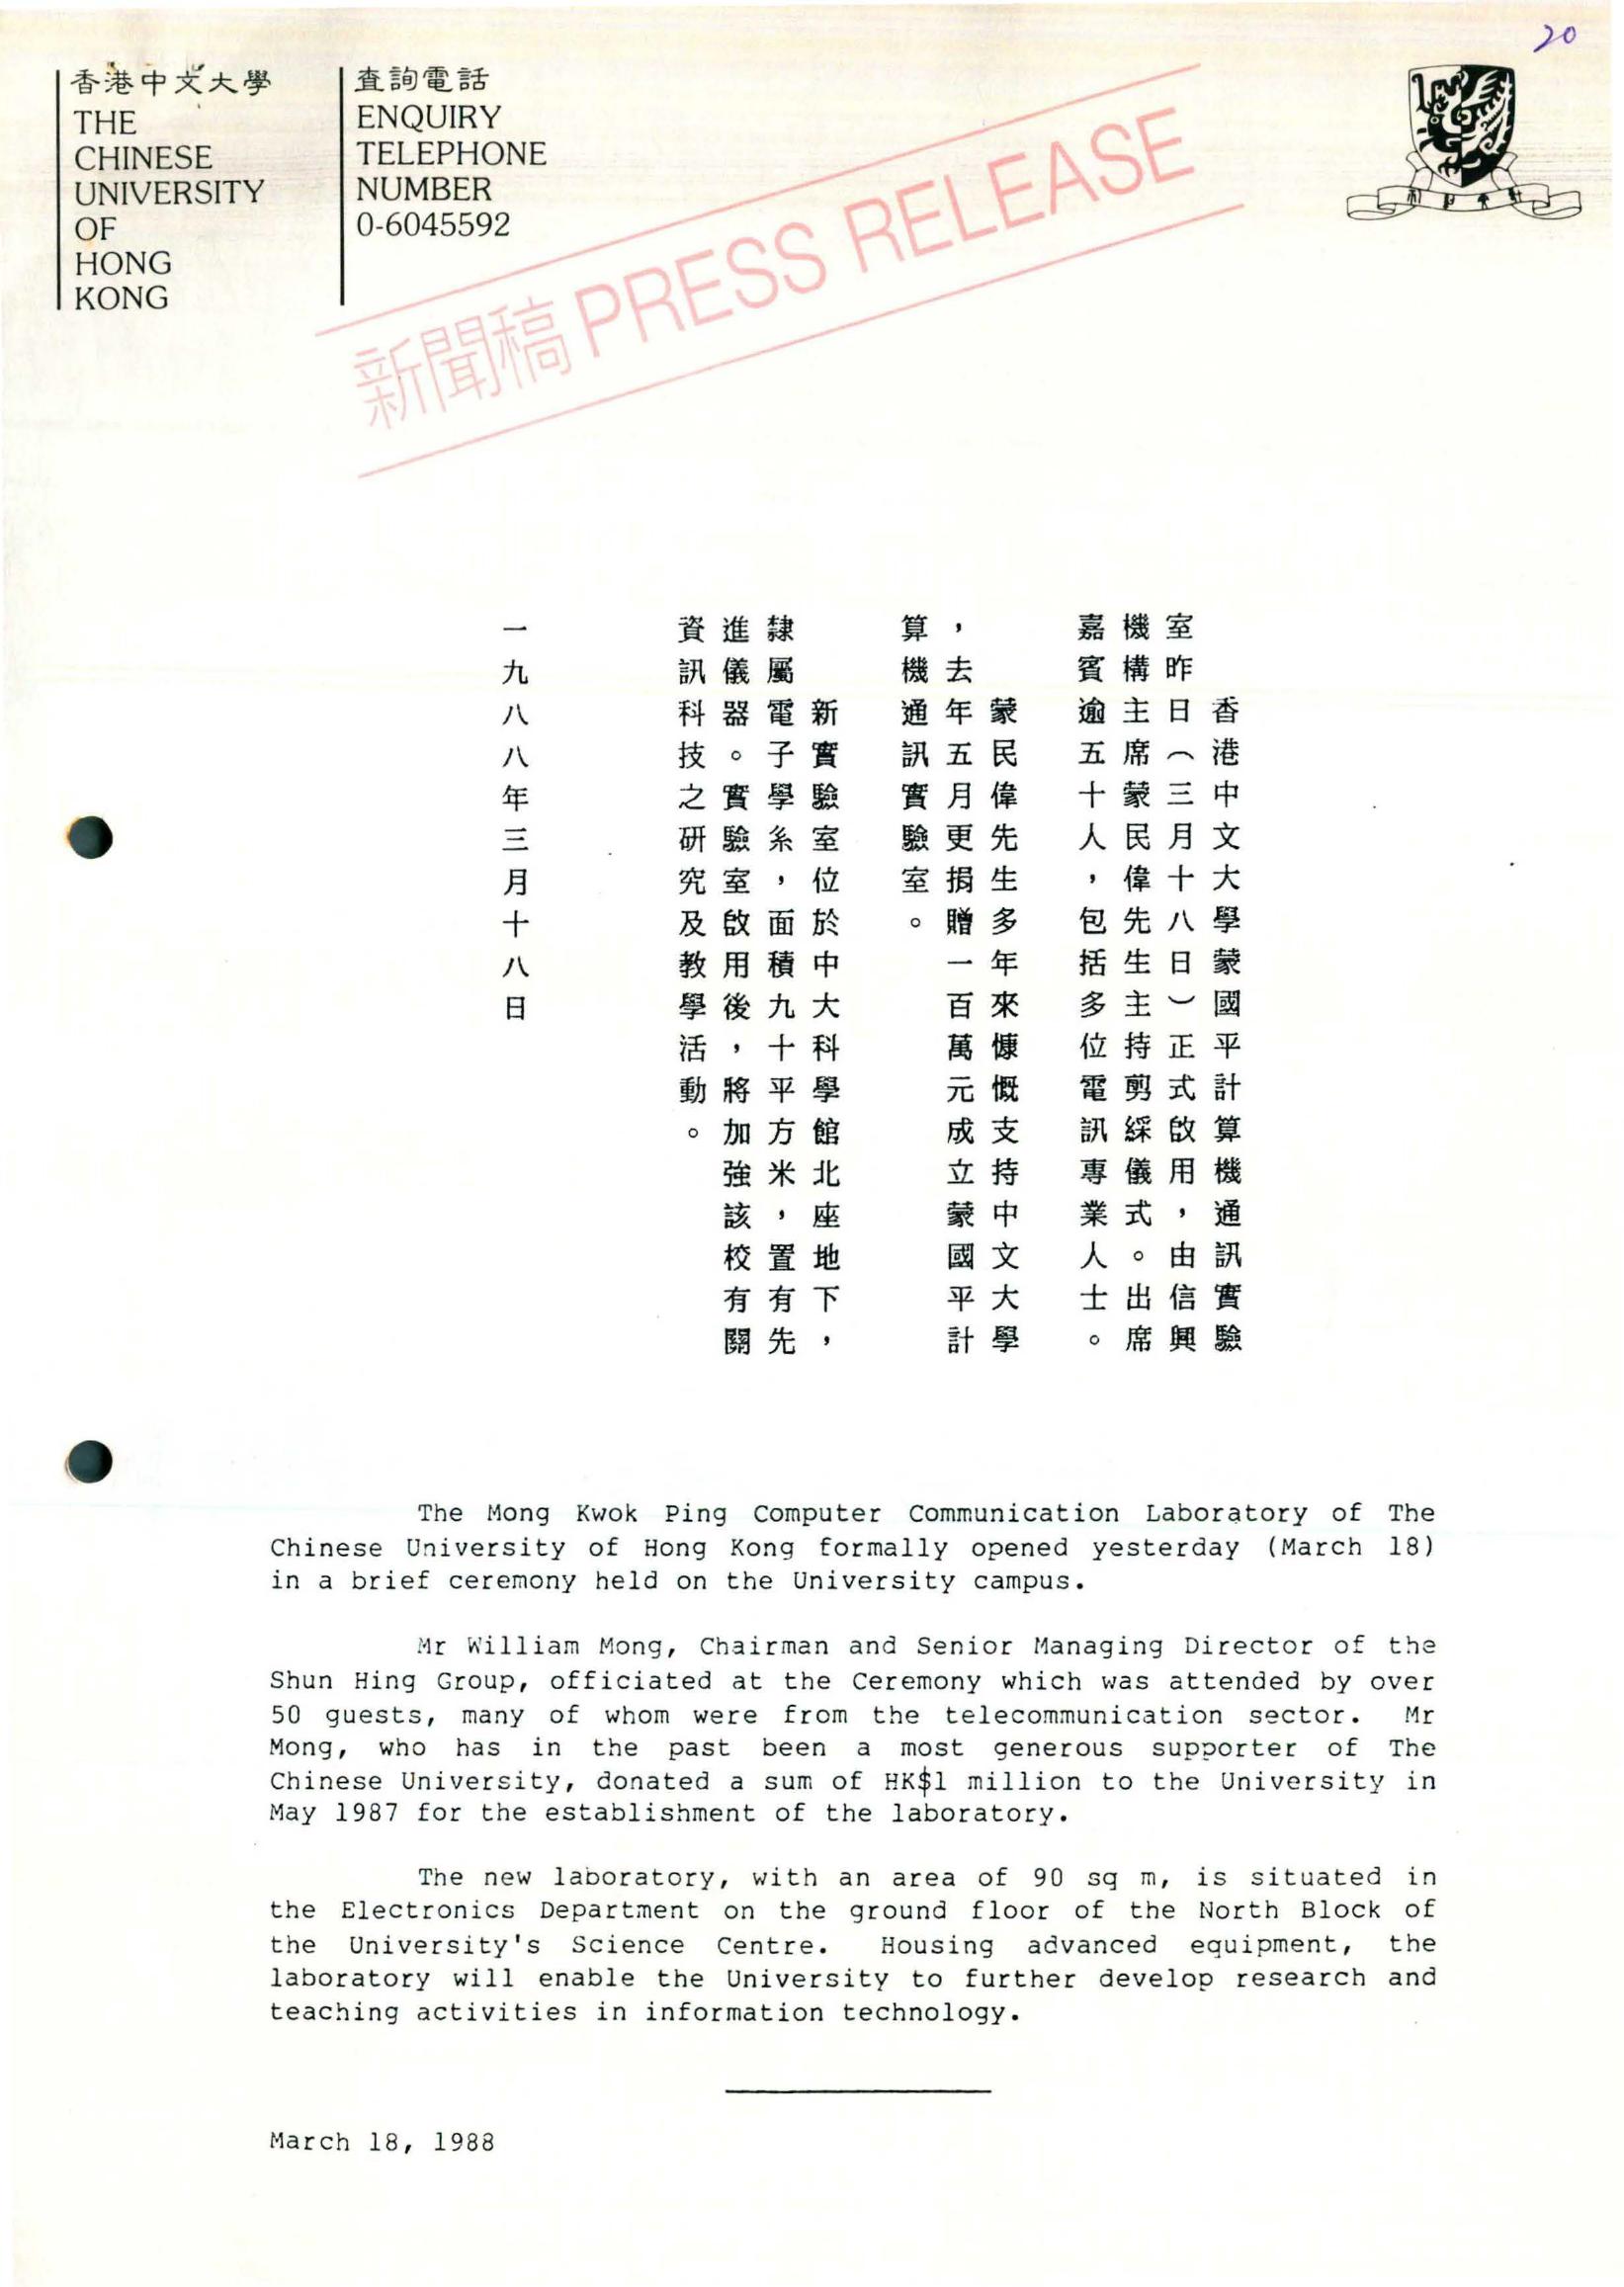 20
香港中文大學
THE
CHINESE
UNIVERSITY
OF
HONG
KONG
查詢電話
ENQUIRY
TELEPHONE
NUMBER
0-6045592
新聞稿 PRESS RELEASE
香港中文大學蒙國平計算機通訊實驗
室昨日（三月十八日）正式啟用，由信興
機構主席蒙民偉先生主持剪綵儀式。出席
嘉賓逾五十人，包括多位電訊專業人士。
蒙民偉先生多年來慷慨支持中文大學
，去年五月更捐贈一百萬元成立蒙國平計
算機通訊實驗室。
新實驗室位於中大科學館北座地下，
隸屬電子學系，面積九十平方米，置有先
進儀器。實驗室啟用後，將加強該校有關
資訊科技之研究及教學活動。
一九八八年三月十八日
The Mong Kwok Ping Computer Communication Laboratory of The
Chinese University of Hong Kong formally opened yesterday (March 18)
in a brief ceremony held on the University campus.
Mr William Mong, Chairman and Senior Managing Director of the
Shun Hing Group, officiated at the Ceremony which was attended by over
50 guests, many of whom were from the telecommunication sector. Mr
Mong, who has in the past been a most generous supporter of The
Chinese University, donated a sum of HK$1 million to the University in
May 1987 for the establishment of the laboratory.
The new laboratory, with an area of 90 sq m, is situated in
the Electronics Department on the ground floor of the North Block of
the University's Science Centre. Housing advanced equipment, the
laboratory will enable the University to further develop research and
teaching activities in information technology.
March 18, 1988